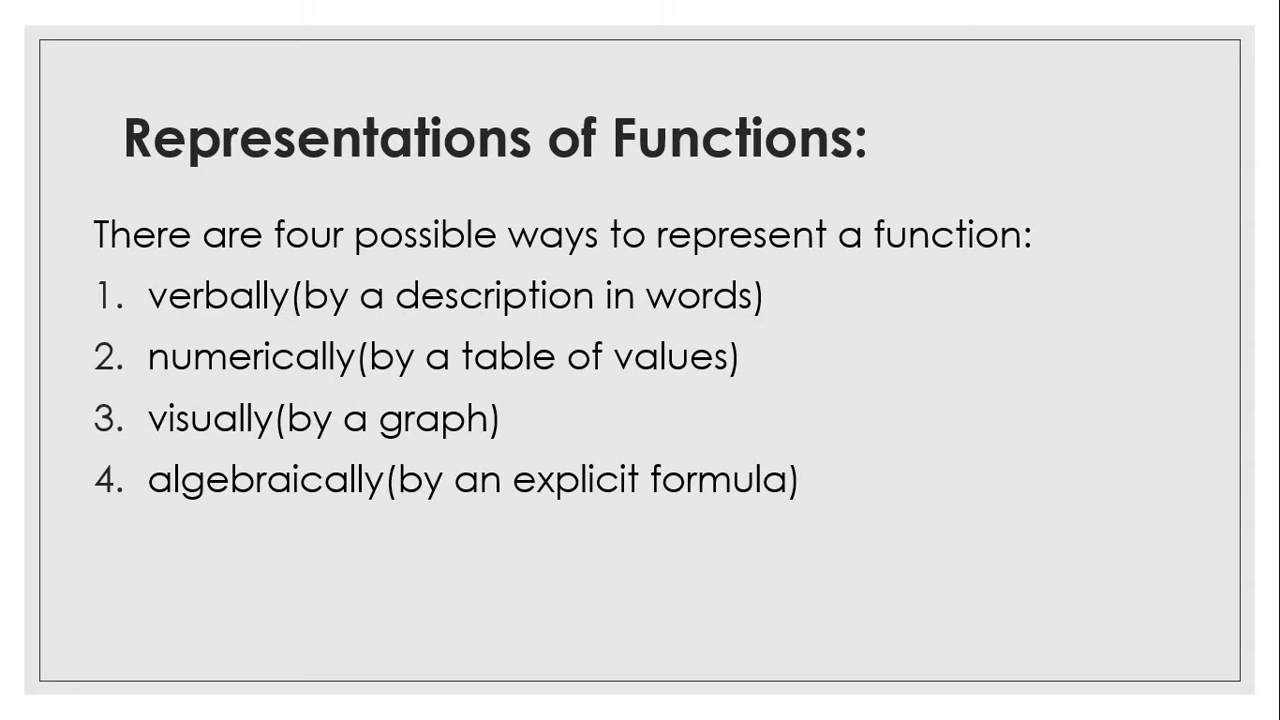 Representations of Functions:
There are four possible ways to represent a function:
1. verbally(by a description in words)
2. numerically(by a table of values)
3. visually(by a graph)
4. algebraically(by an explicit formula)